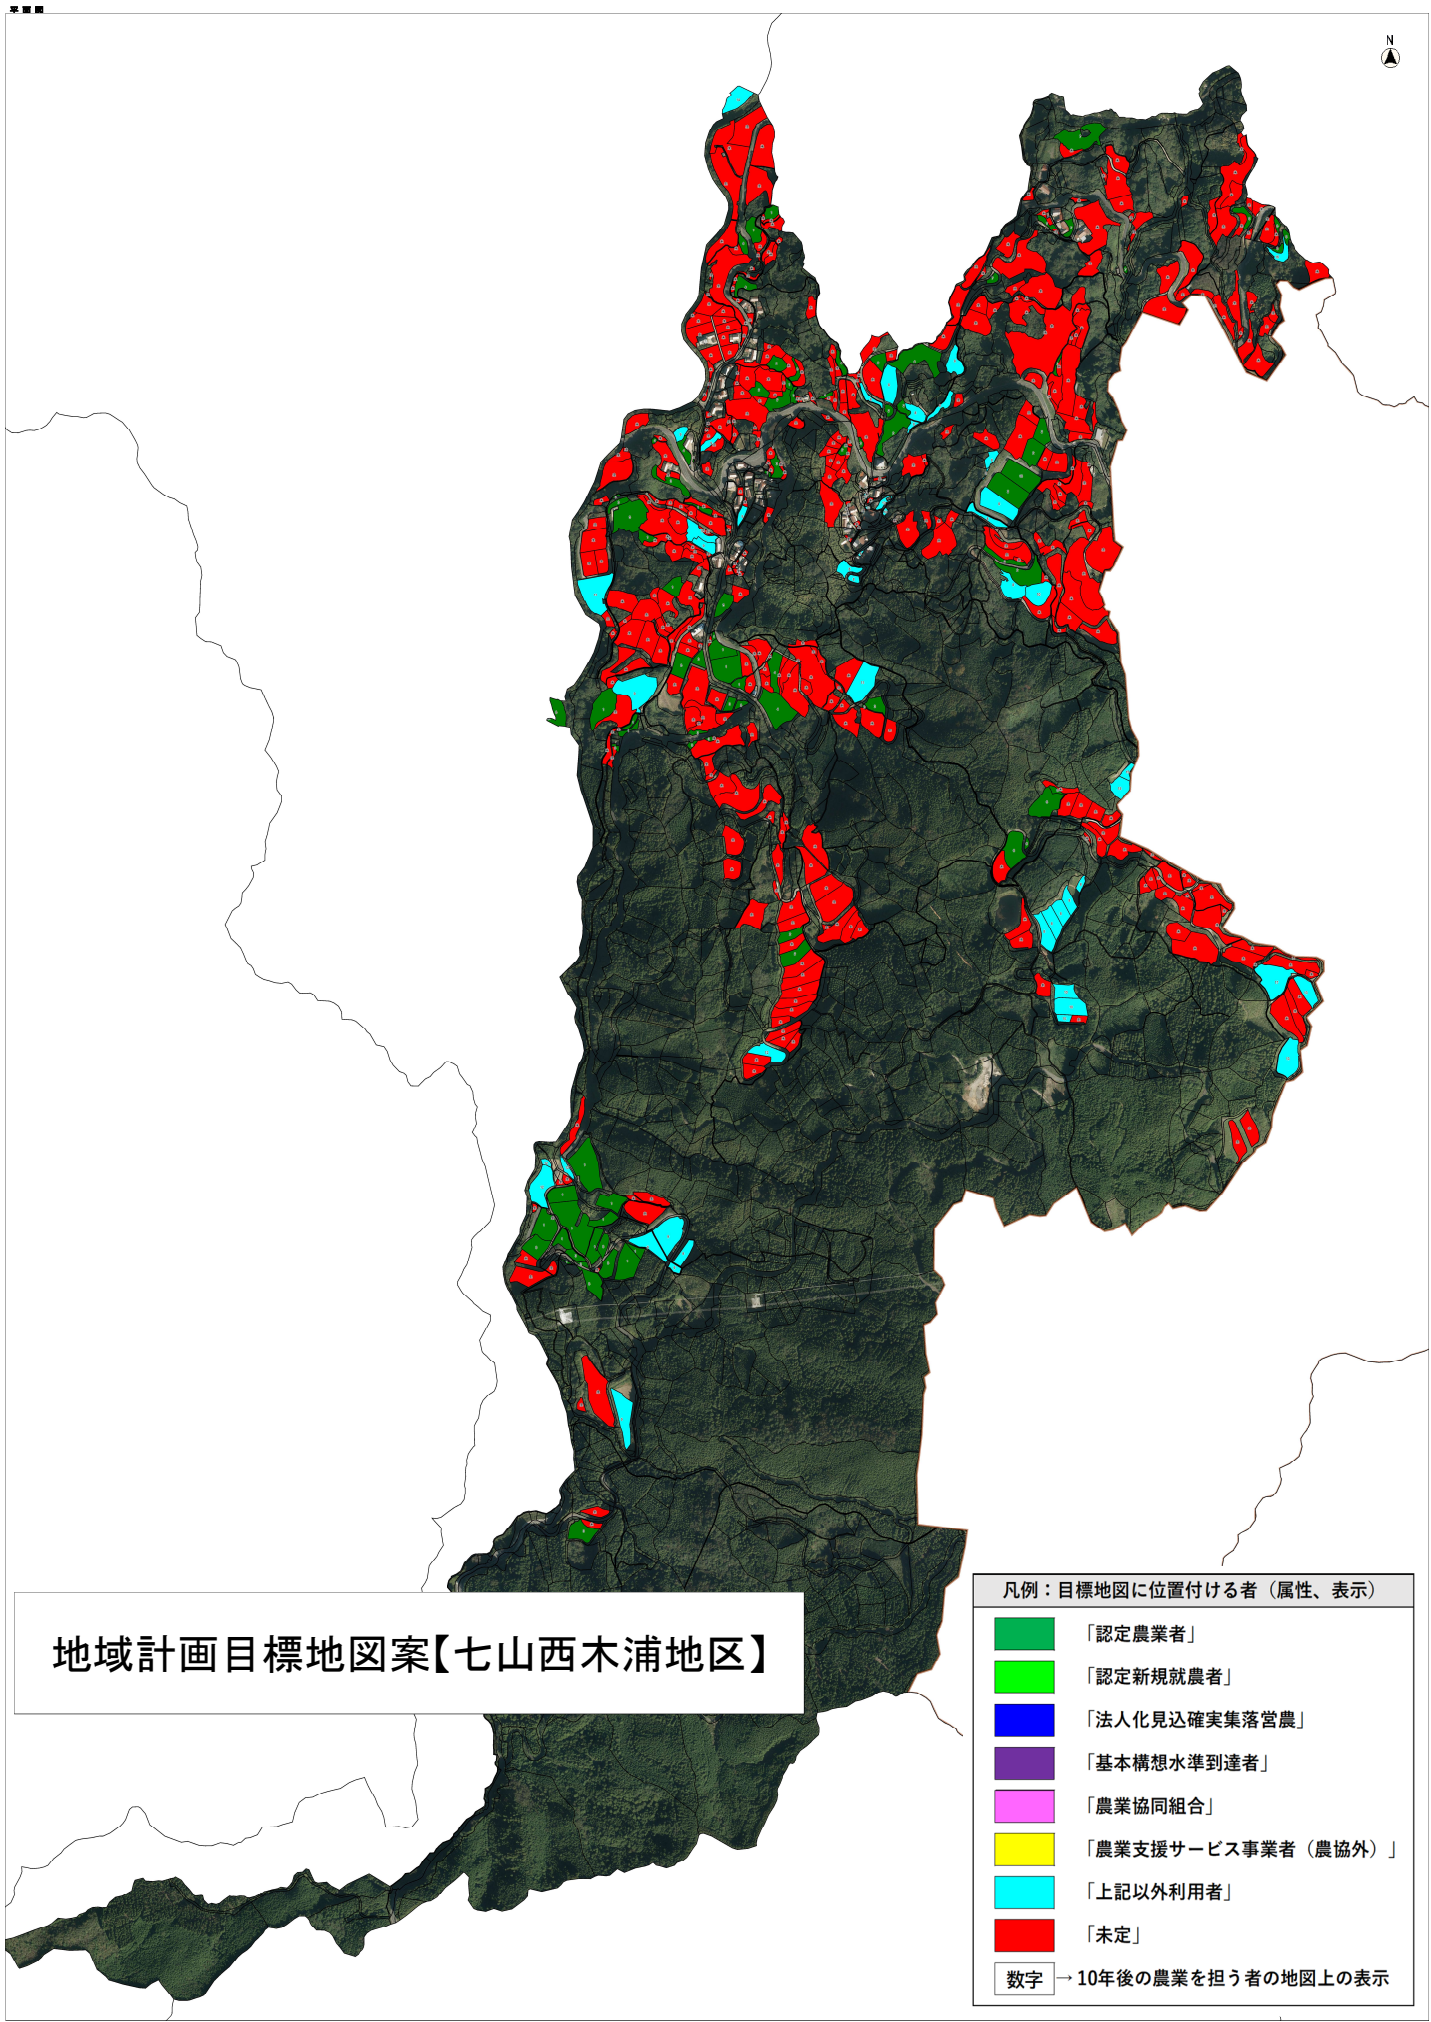 平面図
N
地域計画目標地図案【七山西木浦地区】
凡例：目標地図に位置付ける者（属性、表示）
「認定農業者」
「認定新規就農者」
「法人化見込確実集落営農」
「基本構想水準到達者」
「農業協同組合」
「農業支援サービス事業者（農協外）」
「上記以外利用者」
「未定」
数字 →10年後の農業を担う者の地図上の表示